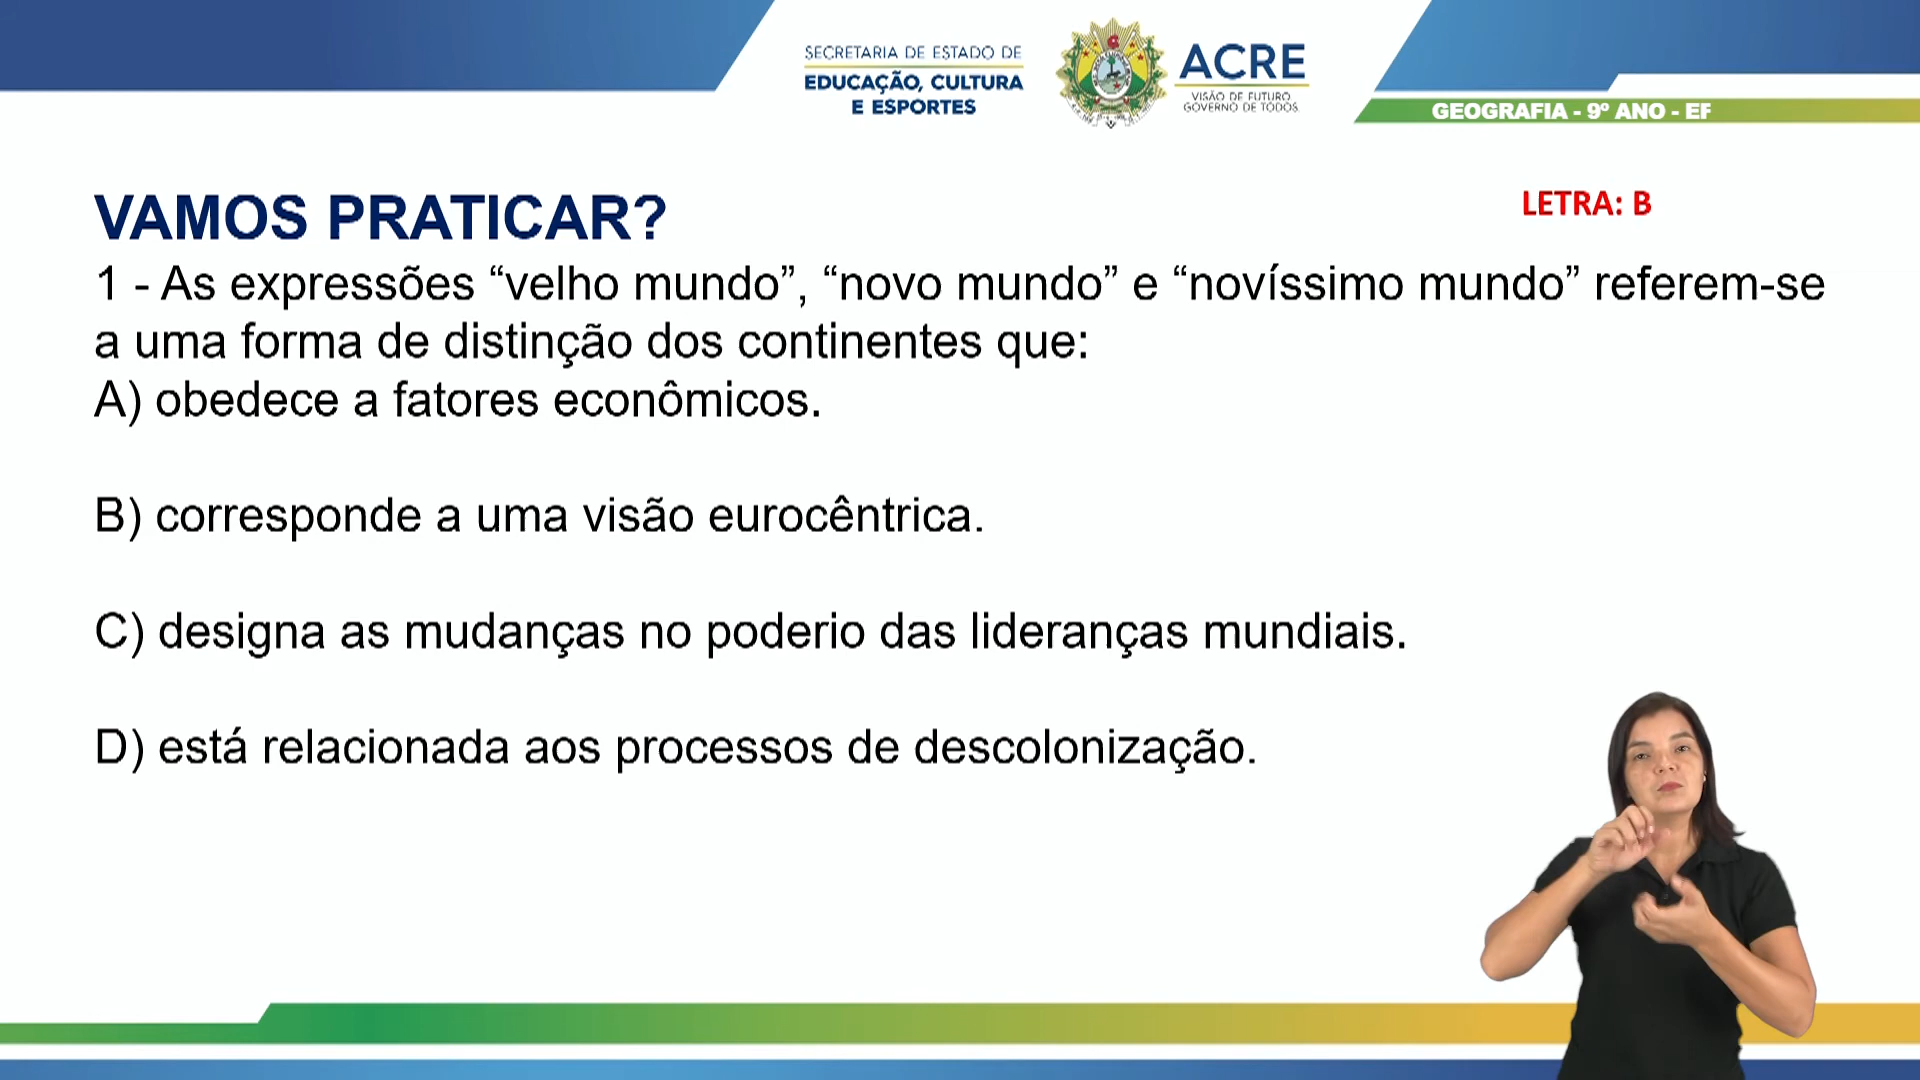 SECRETARIA DE ESTADO DE
EDUCAÇÃO, CULTURA
E ESPORTES
ACRE
VISÃO DE FUTURO
GOVERNO DE TODOS
GEOGRAFIA - 9º ANO - EF
VAMOS PRATICAR?
LETRA: B
1 - As expressões “velho mundo”, “novo mundo” e “novíssimo mundo” referem-se
a uma forma de distinção dos continentes que:
A) obedece a fatores econômicos.
B) corresponde a uma visão eurocêntrica.
C) designa as mudanças no poderio das lideranças mundiais.
D) está relacionada aos processos de descolonização.